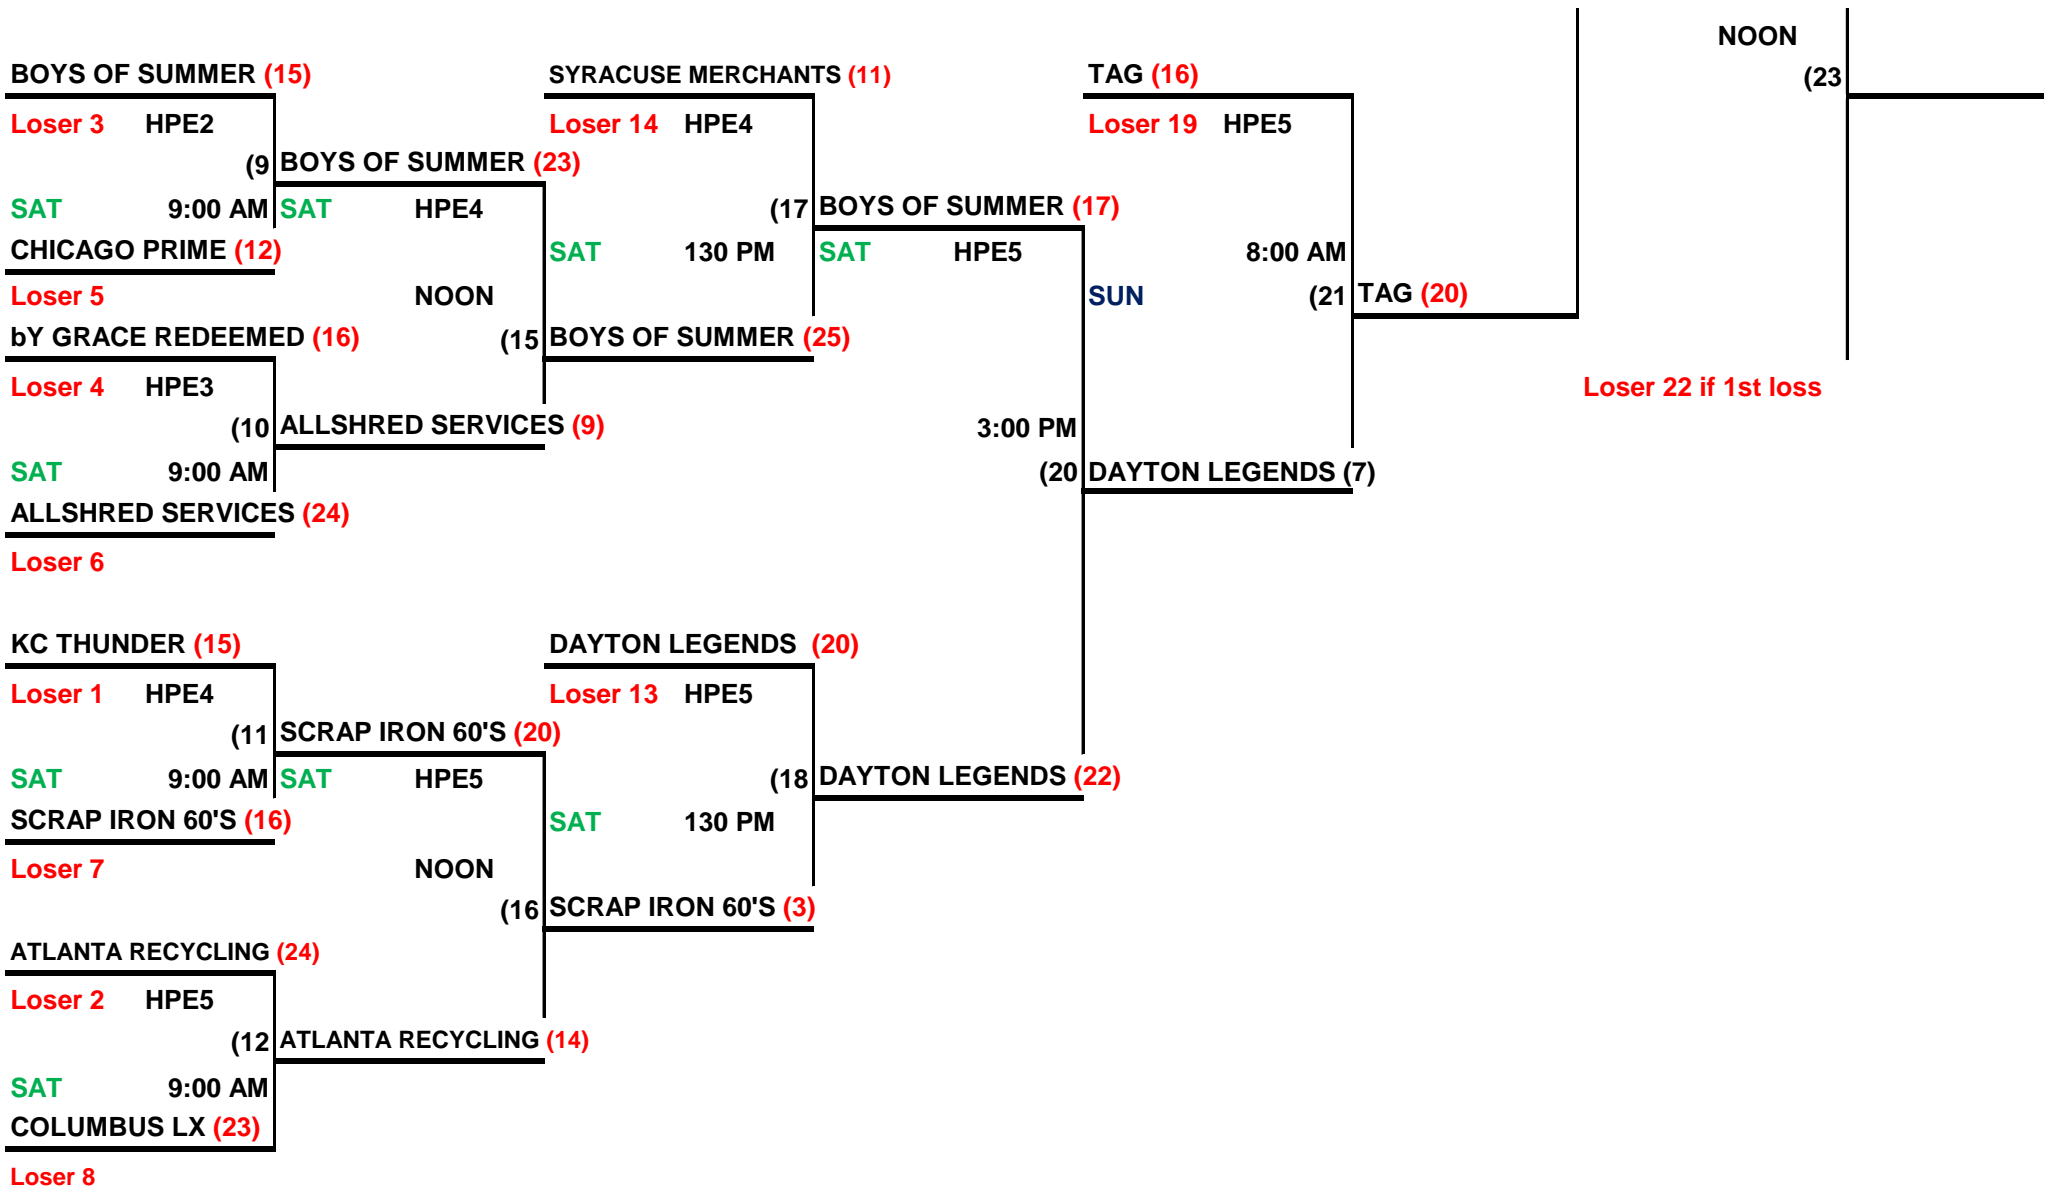 NOON
BOYS OF SUMMER (15)
SYRACUSE MERCHANTS (11)
TAG (16)
(23
Loser 3 HPE2
Loser 14 HPE4
Loser 19 HPE5
(9 BOYS OF SUMMER (23)
SAT 9:00 AM SAT HPE4
(17 BOYS OF SUMMER (17)
CHICAGO PRIME (12)
SAT 130 PM SAT HPE5
8:00 AM
Loser 5 NOON
SUN (21 TAG (20)
bY GRACE REDEEMED (16)
(15 BOYS OF SUMMER (25)
Loser 4 HPE3
Loser 22 if 1st loss
(10 ALLSHRED SERVICES (9)
3:00 PM
SAT 9:00 AM
(20 DAYTON LEGENDS (7)
ALLSHRED SERVICES (24)
Loser 6
KC THUNDER (15)
DAYTON LEGENDS (20)
Loser 1 HPE4
Loser 13 HPE5
(11 SCRAP IRON 60'S (20)
SAT 9:00 AM SAT HPE5
(18 DAYTON LEGENDS (22)
SCRAP IRON 60'S (16)
SAT 130 PM
Loser 7 NOON
(16 SCRAP IRON 60'S (3)
ATLANTA RECYCLING (24)
Loser 2 HPE5
(12 ATLANTA RECYCLING (14)
SAT 9:00 AM
COLUMBUS LX (23)
Loser 8